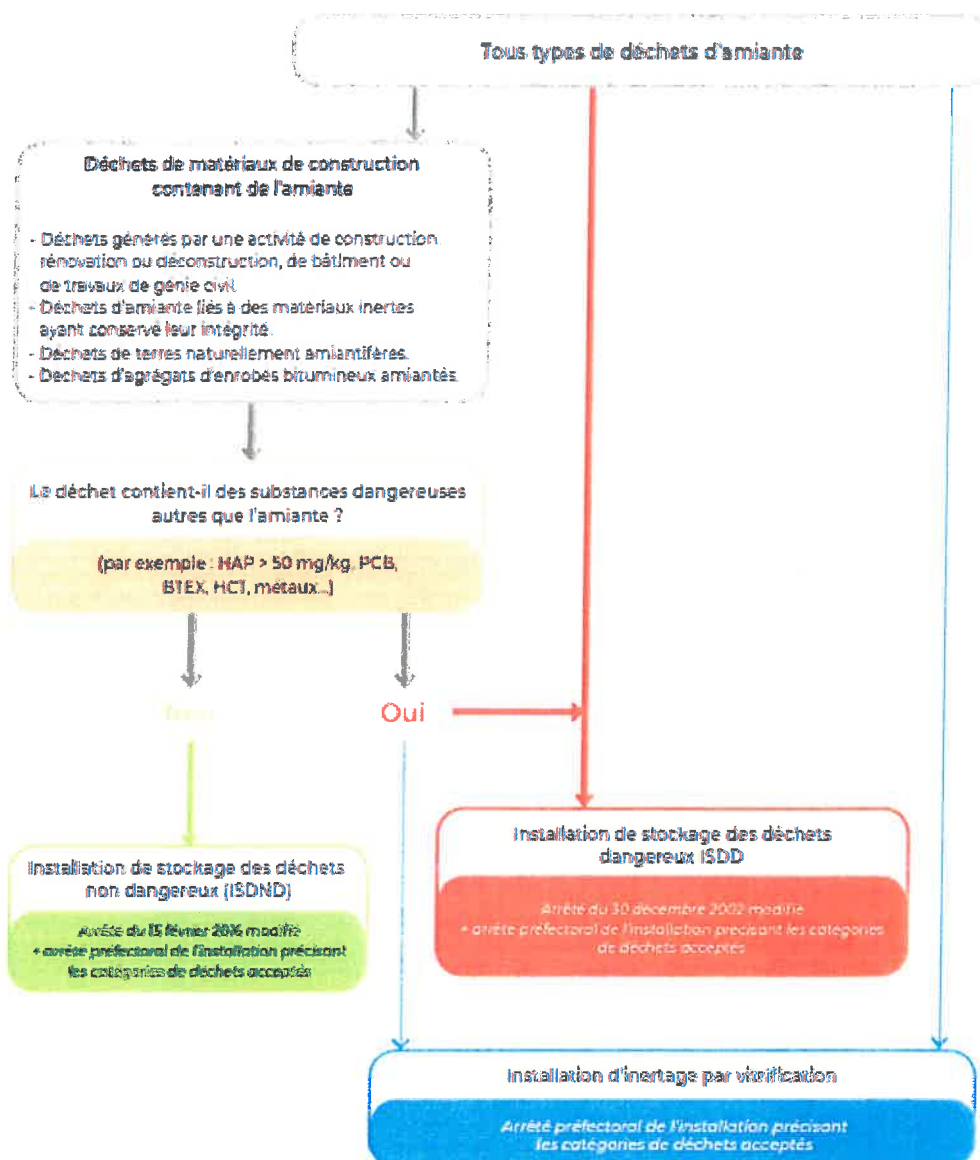 Tous types de déchets d'amiante
Déchets de matériaux de construction
contenant de l'amiante
- Déchets générés par une activité de construction
rénovation ou déconstruction, de bâtiment ou
de travaux de génie civil
- Déchets d'amiante liés à des matériaux inertes
ayant conservé leur intégrité.
- Déchets de terres naturellement amiantifères.
- Déchets d'agrégats d'enrobés bitumineux amiantés.
Le déchet contient-il des substances dangereuses
autres que l'amiante ?
(par exemple : HAP > 50 mg/kg, PCB,
BTEX, HCT, métaux...)
Oui
Installation de stockage des déchets
dangereux ISDD
Arrêté du 30 décembre 2002 modifié
+ arrêté préfectoral de l'installation précisant les catégories
de déchets acceptés
Installation de stockage des déchets
non dangereux (ISDND)
Arrêté du 15 février 2016 modifié
+ arrêté préfectoral de l'installation précisant
les catégories de déchets acceptés
Installation d'inertage par vitrification
Arrêté préfectoral de l'installation précisant
les catégories de déchets acceptés